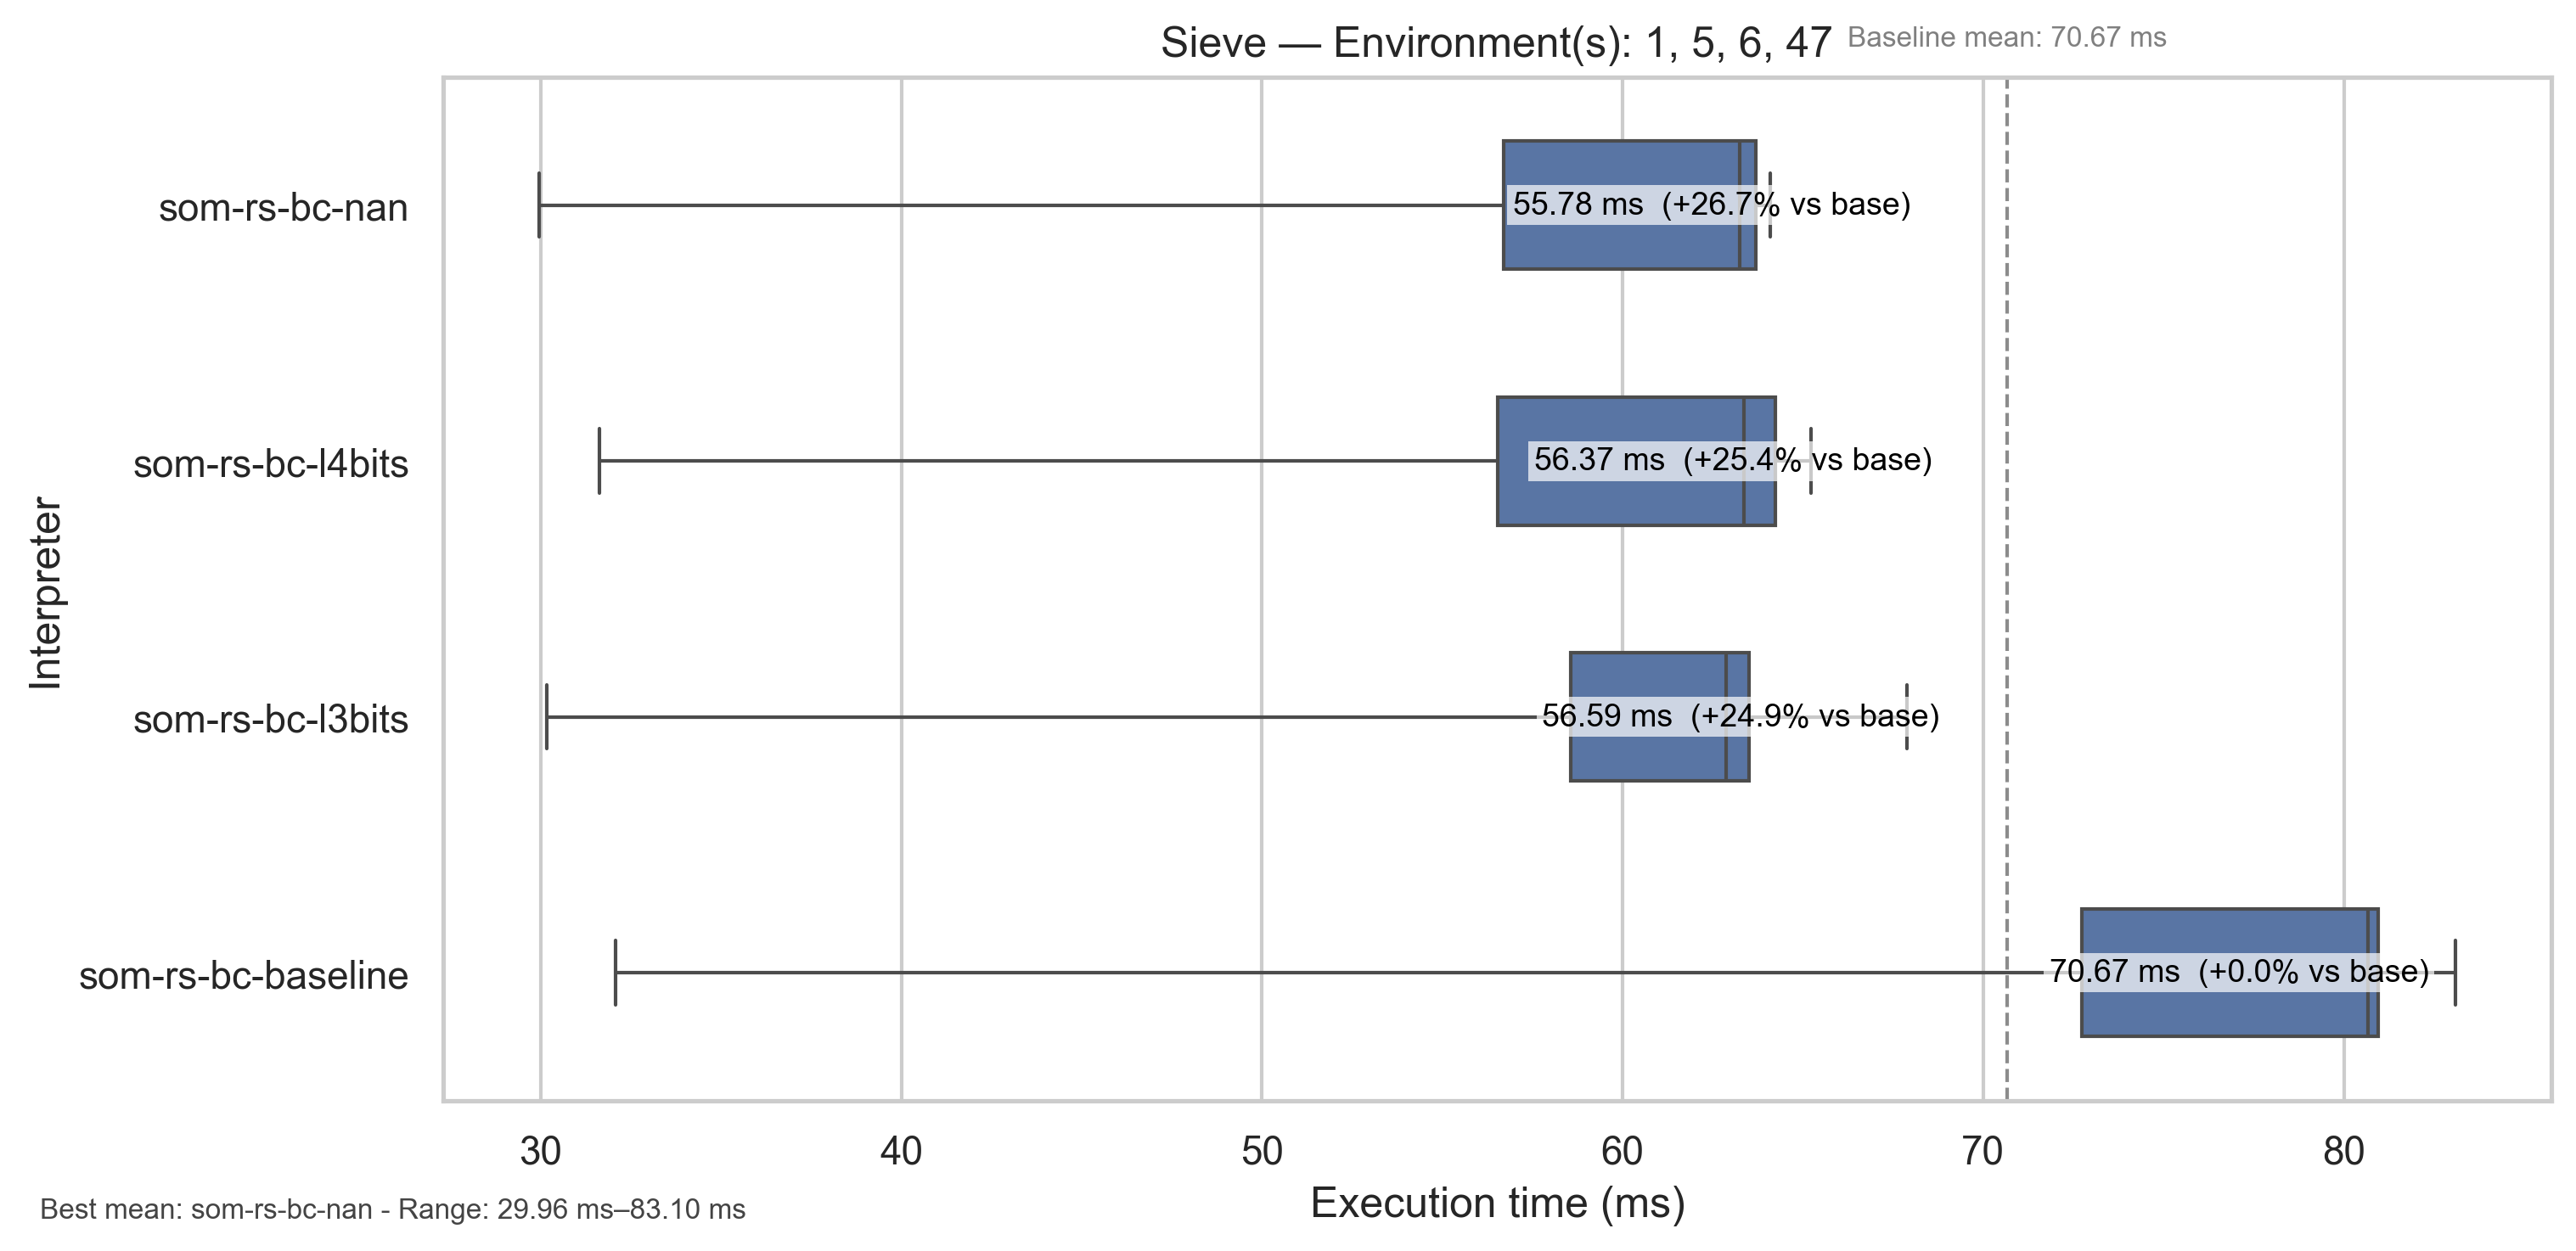 Sieve — Environment(s): 1, 5, 6, 47
Baseline mean: 70.67 ms
Interpreter
som-rs-bc-nan
55.78 ms  (+26.7% vs base)
som-rs-bc-l4bits
56.37 ms  (+25.4% vs base)
som-rs-bc-l3bits
56.59 ms  (+24.9% vs base)
som-rs-bc-baseline
70.67 ms  (+0.0% vs base)
30 40 50 60 70 80
Execution time (ms)
Best mean: som-rs-bc-nan - Range: 29.96 ms–83.10 ms